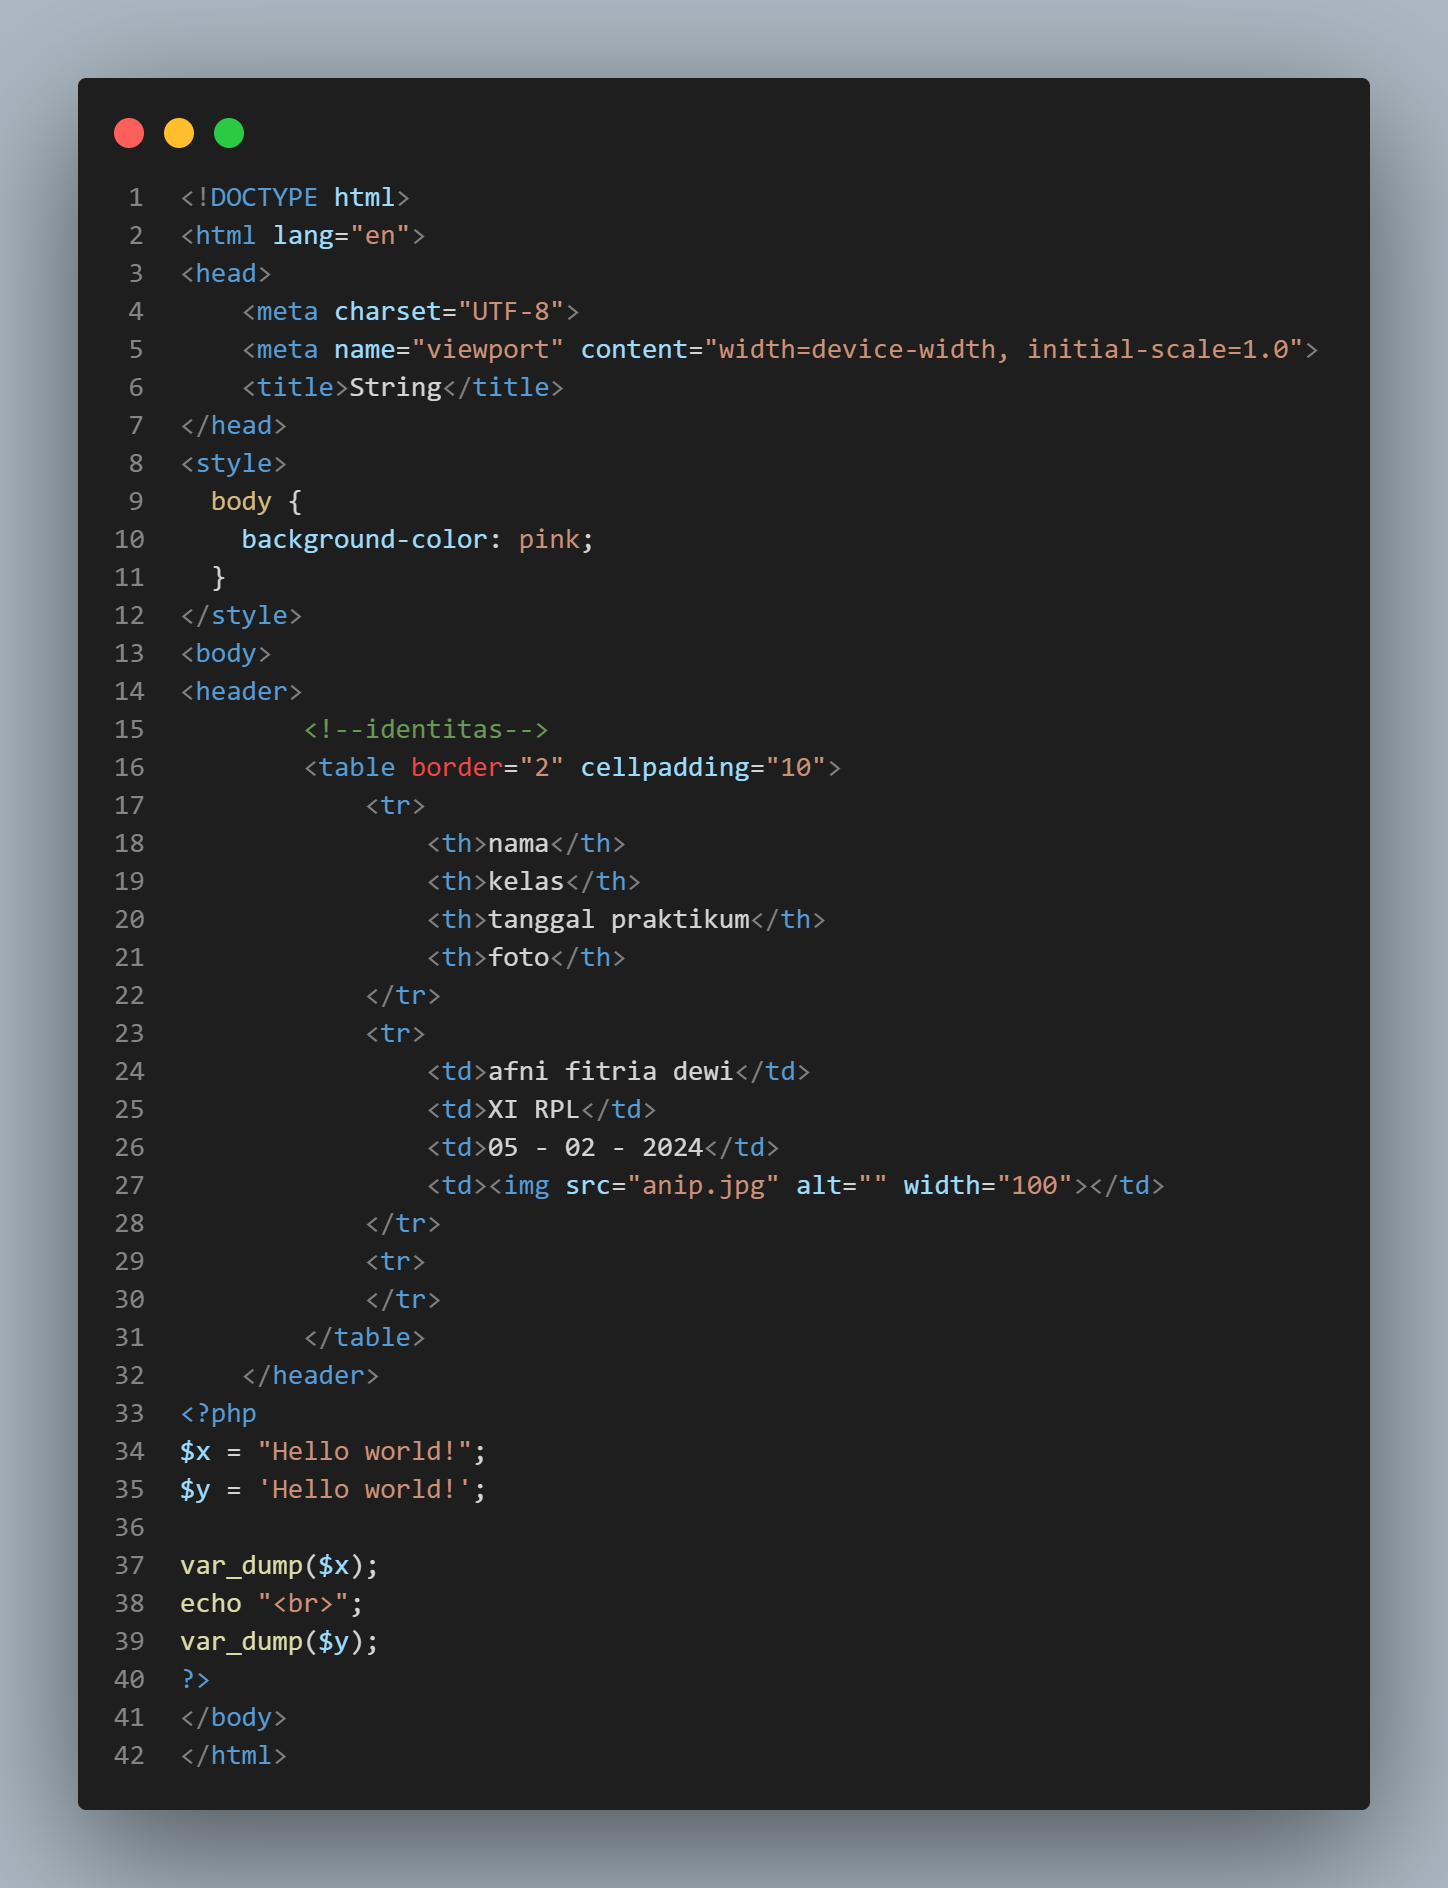 1 <!DOCTYPE html>
2 <html lang="en">
3 <head>
4     <meta charset="UTF-8">
5     <meta name="viewport" content="width=device-width, initial-scale=1.0">
6     <title>String</title>
7 </head>
8 <style>
9   body {
10     background-color: pink;
11   }
12 </style>
13 <body>
14 <header>
15         <!--identitas-->
16         <table border="2" cellpadding="10">
17             <tr>
18                 <th>nama</th>
19                 <th>kelas</th>
20                 <th>tanggal praktikum</th>
21                 <th>foto</th>
22             </tr>
23             <tr>
24                 <td>afni fitria dewi</td>
25                 <td>XI RPL</td>
26                 <td>05 - 02 - 2024</td>
27                 <td><img src="anip.jpg" alt="" width="100"></td>
28             </tr>
29             <tr>
30             </tr>
31         </table>
32     </header>
33 <?php
34 $x = "Hello world!";
35 $y = 'Hello world!';
36
37 var_dump($x);
38 echo "<br>";
39 var_dump($y);
40 ?>
41 </body>
42 </html>